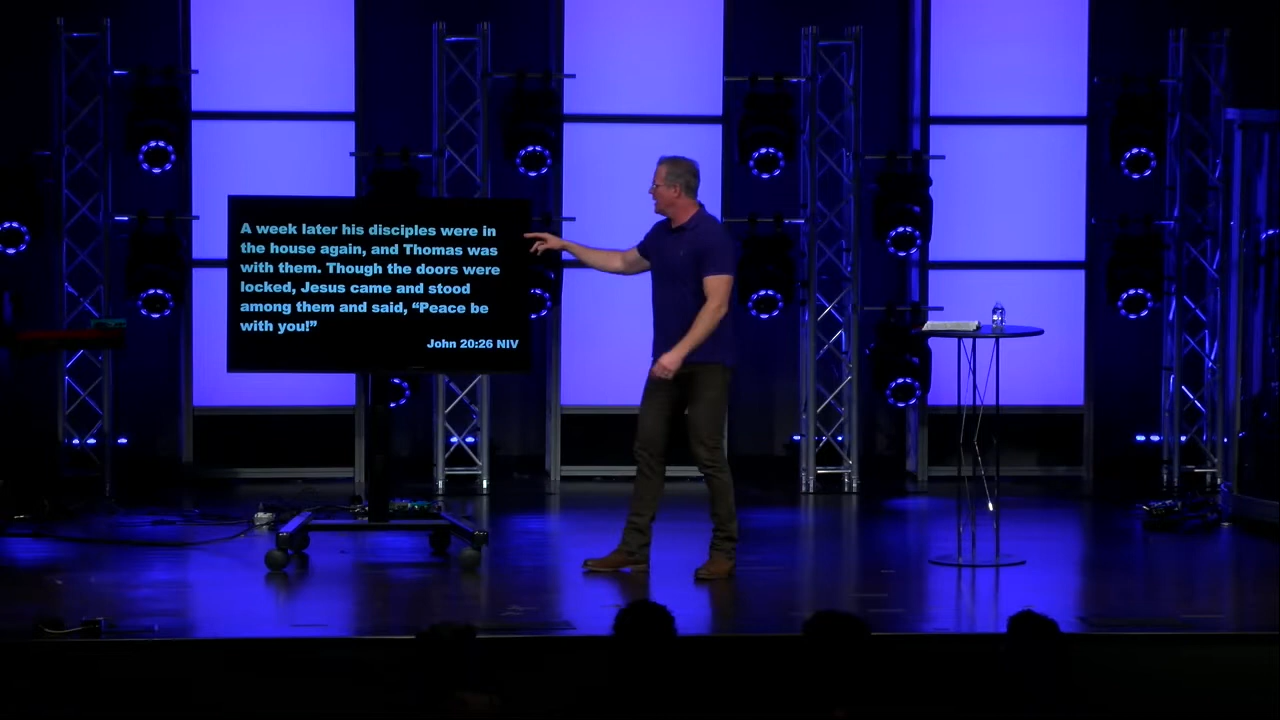 A week later his disciples were in
the house again, and Thomas was
with them. Though the doors were
locked, Jesus came and stood
among them and said, “Peace be
with you!”
John 20:26 NIV